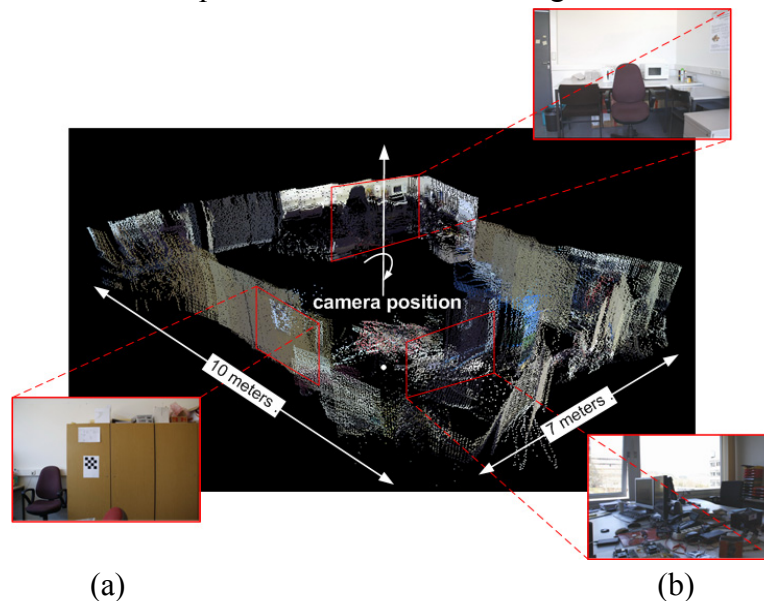 camera position
10 meters .
7 meters .
(a)
(b)